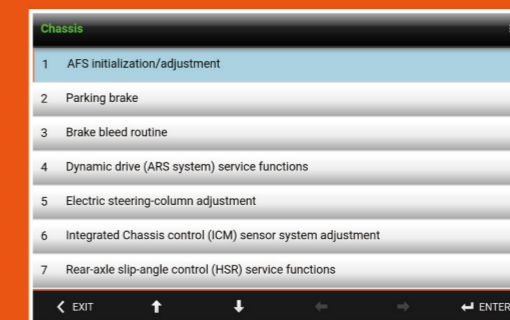 Chassis
1 AFS initialization/adjustment
2 Parking brake
3 Brake bleed routine
4 Dynamic drive (ARS system) service functions
5 Electric steering-column adjustment
6 Integrated Chassis control (ICM) sensor system adjustment
7 Rear-axle slip-angle control (HSR) service functions
EXIT ENTER